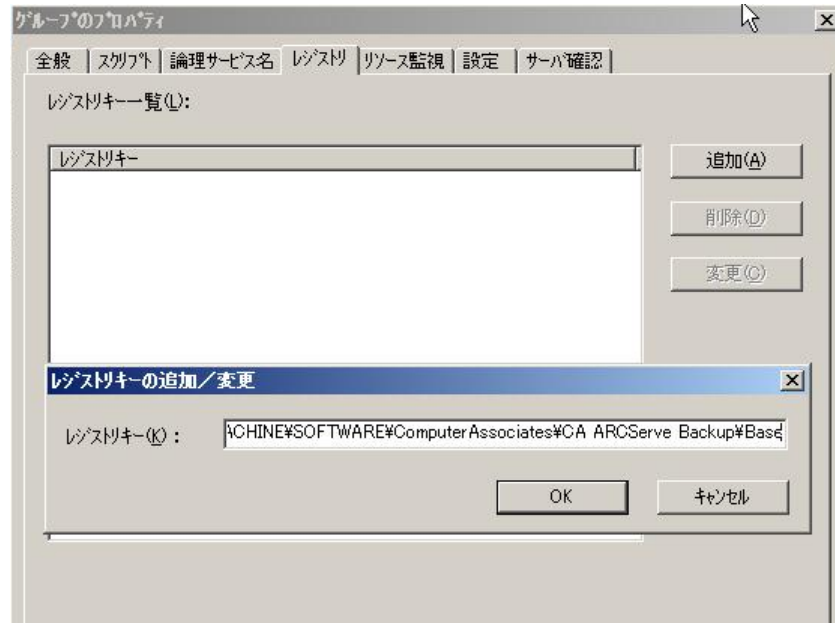 ｸﾞﾙｰﾌﾟのﾌﾟﾛﾊﾟﾃｨ
全般 ｽｸﾘﾌﾟﾄ 論理ｻｰﾋﾞｽ名 ﾚｼﾞｽﾄﾘ ﾘｿｰｽ監視 設定 ｻｰﾊﾞ確認
ﾚｼﾞｽﾄﾘｷｰ一覧(L):
ﾚｼﾞｽﾄﾘｷｰ
追加(A)
削除(D)
変更(C)
ﾚｼﾞｽﾄﾘｷｰの追加／変更
ﾚｼﾞｽﾄﾘｷｰ(K)： ACHINE¥SOFTWARE¥ComputerAssociates¥CA ARCServe Backup¥Base
OK ｷｬﾝｾﾙ